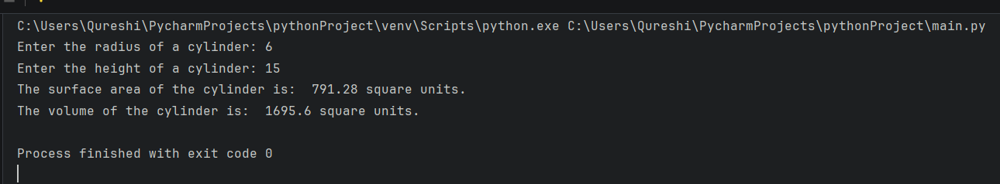 C:\Users\Qureshi\PycharmProjects\pythonProject\venv\Scripts\python.exe C:\Users\Qureshi\PycharmProjects\pythonProject\main.py
Enter the radius of a cylinder: 6
Enter the height of a cylinder: 15
The surface area of the cylinder is:  791.28 square units.
The volume of the cylinder is:  1695.6 square units.
Process finished with exit code 0